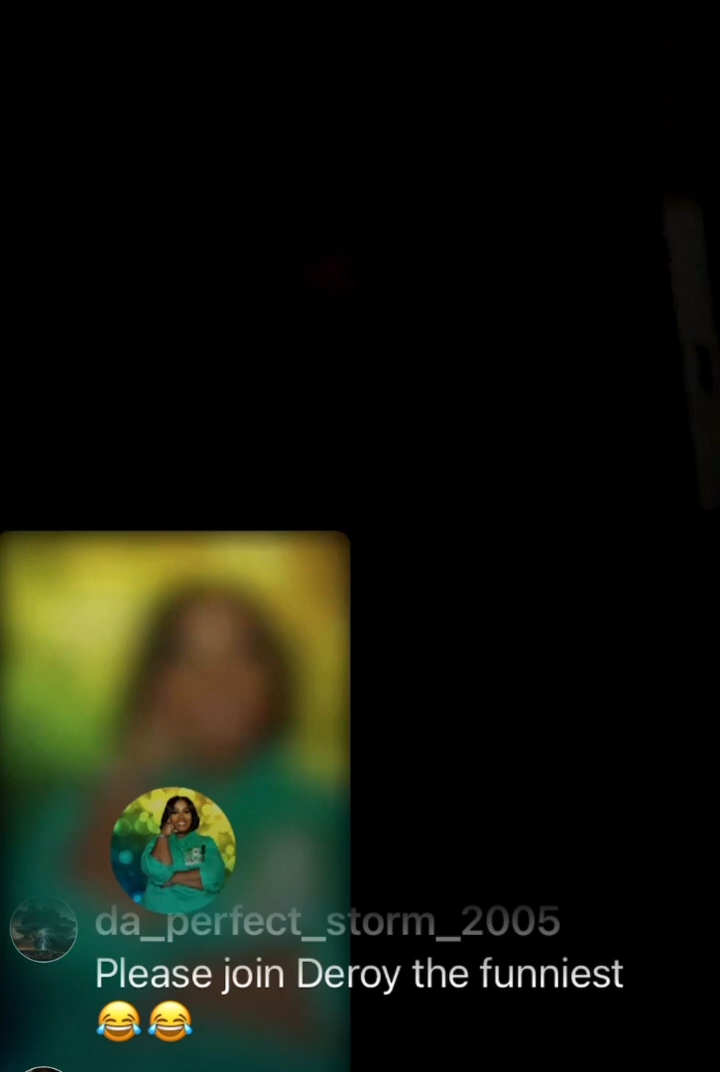 da_perfect_storm_2005
Please join Deroy the funniest
😂😂